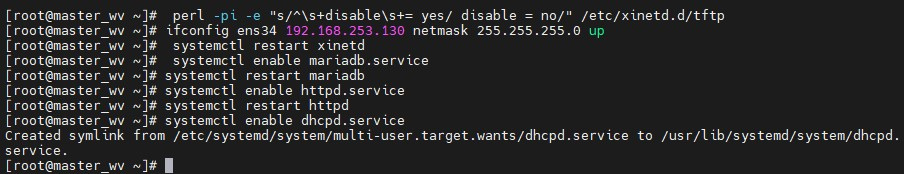 [root@master_wv ~]#  perl -pi -e "s/^\s+disable\s+= yes/ disable = no/" /etc/xinetd.d/tftp
[root@master_wv ~]# ifconfig ens34 192.168.253.130 netmask 255.255.255.0 up
[root@master_wv ~]#  systemctl restart xinetd
[root@master_wv ~]#  systemctl enable mariadb.service
[root@master_wv ~]# systemctl restart mariadb
[root@master_wv ~]# systemctl enable httpd.service
[root@master_wv ~]# systemctl restart httpd
[root@master_wv ~]# systemctl enable dhcpd.service
Created symlink from /etc/systemd/system/multi-user.target.wants/dhcpd.service to /usr/lib/systemd/system/dhcpd.
service.
[root@master_wv ~]#